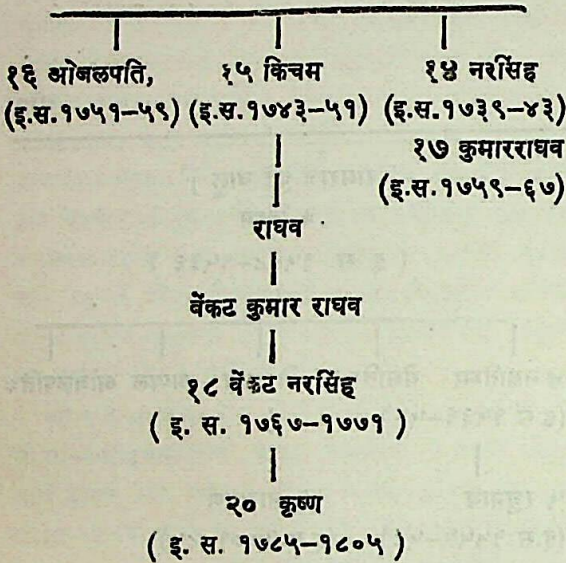 १६ ओबलपति, १५ किचम १४ नरसिंह
(इ.स.१७५१-५९) (इ.स.१७४३-५१) (इ.स.१७३९-४३)
१७ कुमारराघव
(इ.स.१७५९-६७)
राघव
वेंकट कुमार राघव
१८ वेंकट नरसिंह
( इ. स. १७६७-१७७१ )
२० कृष्ण
( इ. स. १७८५-१८०५ )